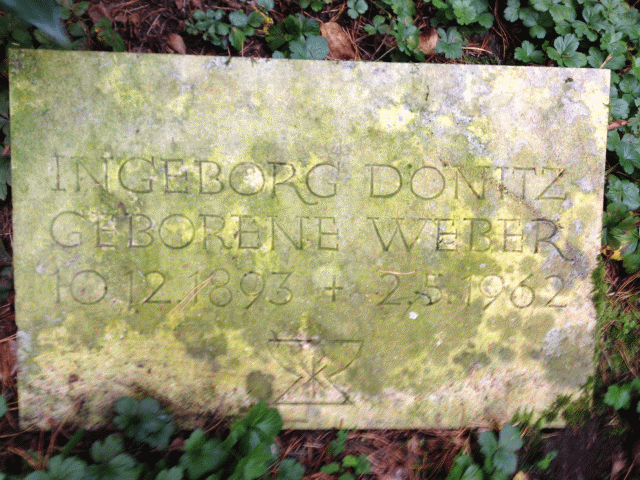 INGEBORG DÖNITZ
GEBORENE WEBER
10.12.1893 + 2.5.1962